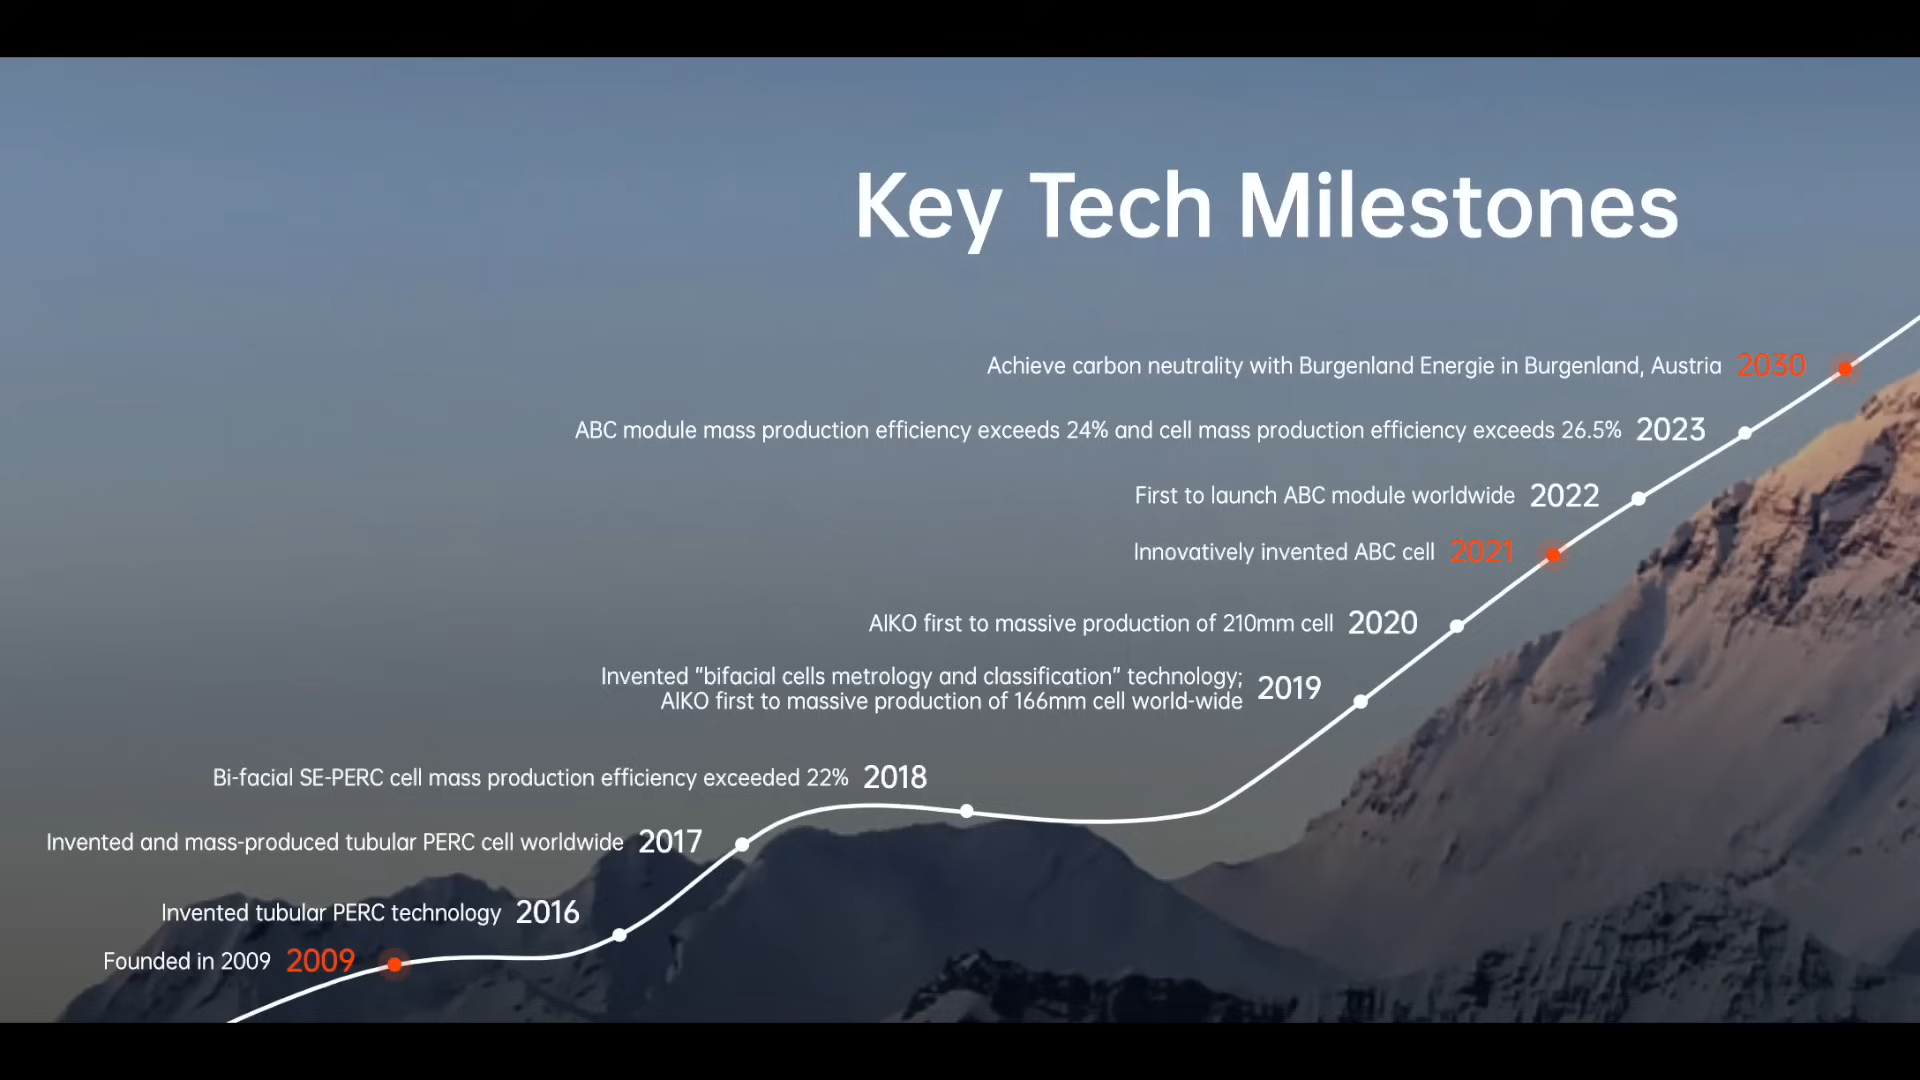 Key Tech Milestones
Achieve carbon neutrality with Burgenland Energie in Burgenland, Austria 2030
ABC module mass production efficiency exceeds 24% and cell mass production efficiency exceeds 26.5% 2023
First to launch ABC module worldwide 2022
Innovatively invented ABC cell 2021
AIKO first to massive production of 210mm cell 2020
Invented "bifacial cells metrology and classification" technology;
AIKO first to massive production of 166mm cell world-wide 2019
Bi-facial SE-PERC cell mass production efficiency exceeded 22% 2018
Invented and mass-produced tubular PERC cell worldwide 2017
Invented tubular PERC technology 2016
Founded in 2009 2009